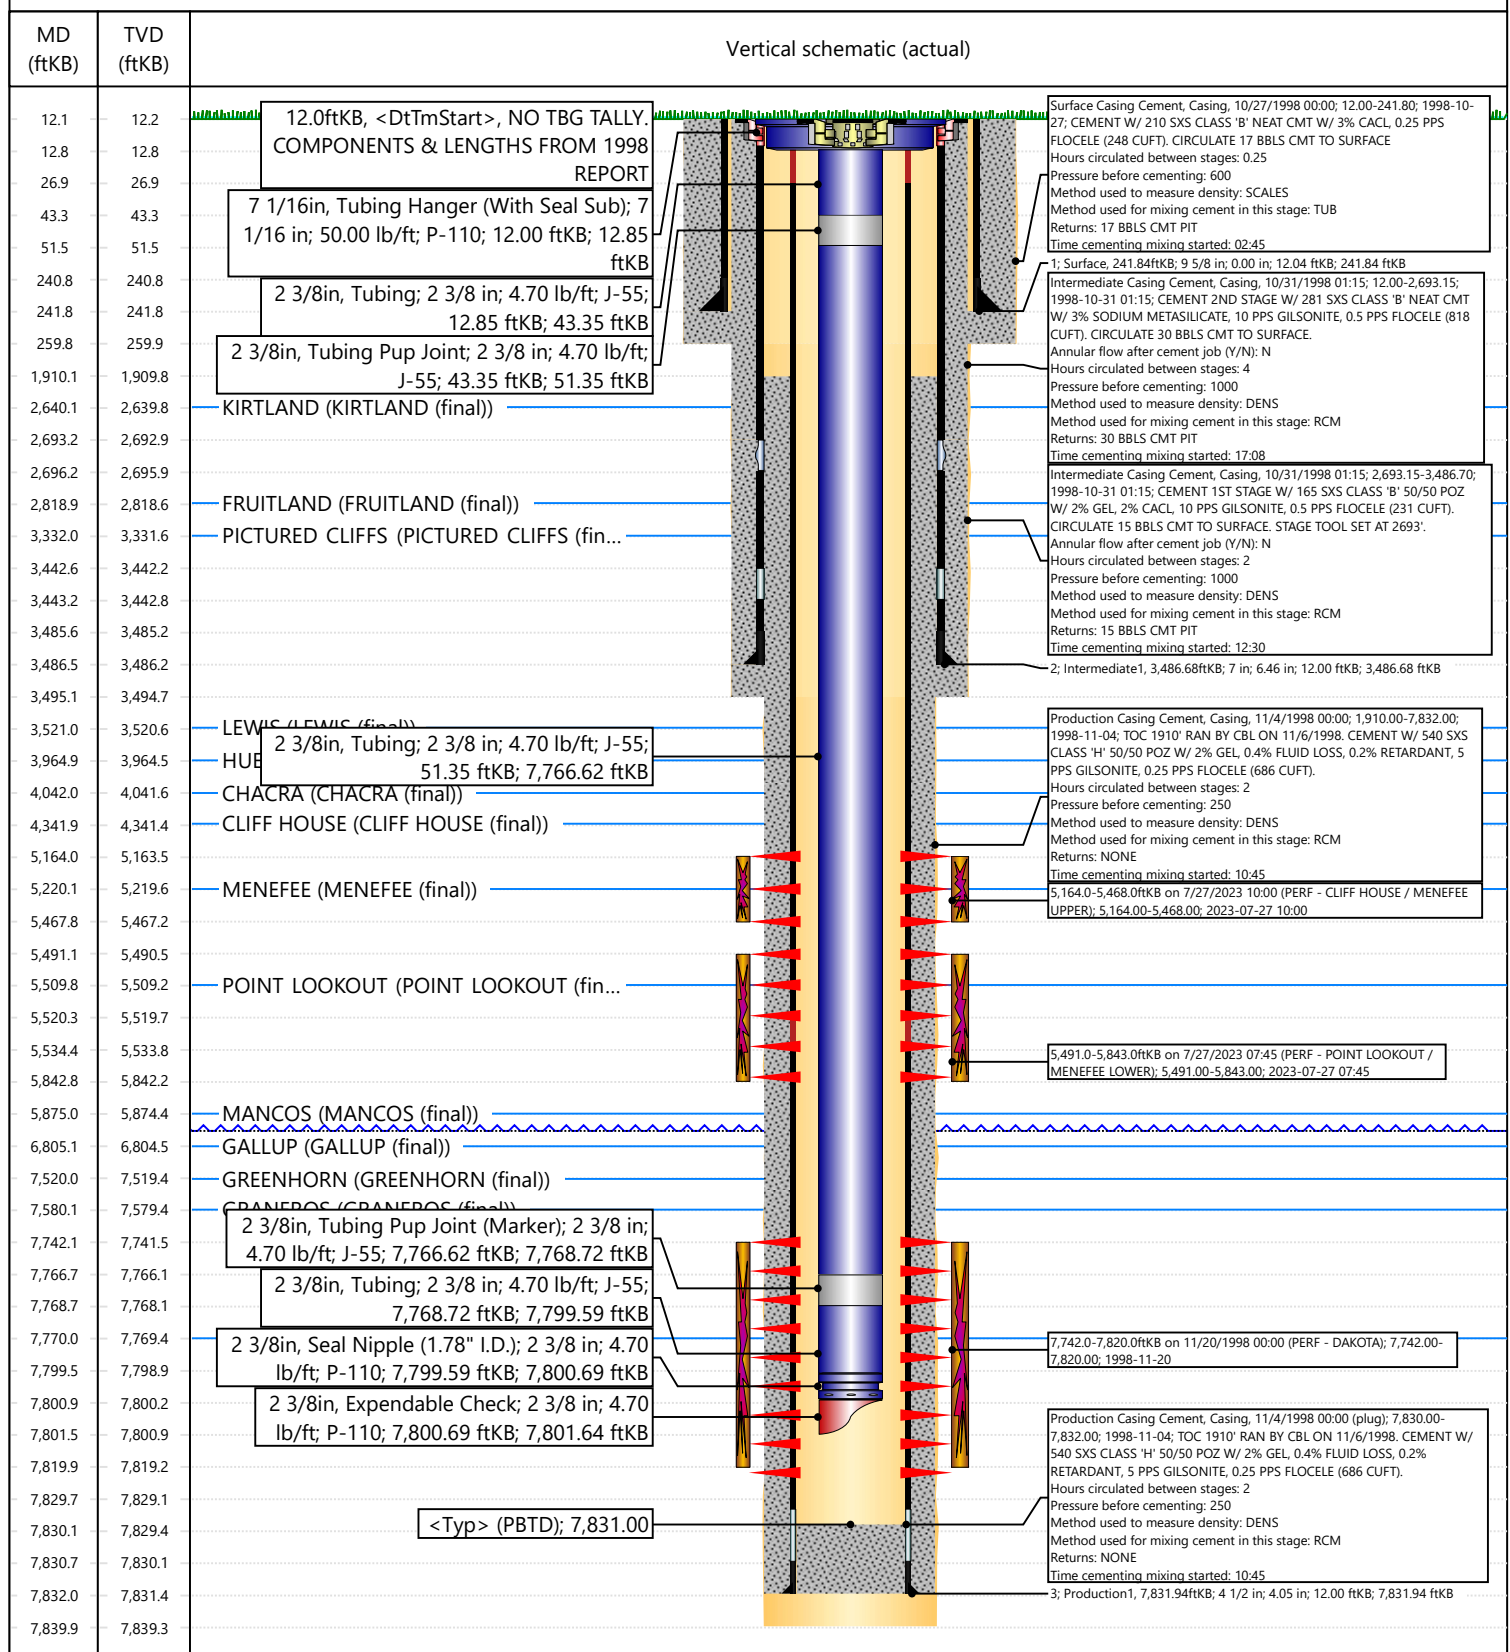 MD
(ftKB)
TVD
(ftKB)
Vertical schematic (actual)
12.1 12.2
12.8 12.8
26.9 26.9
43.3 43.3
51.5 51.5
240.8 240.8
241.8 241.8
259.8 259.9
1,910.1 1,909.8
2,640.1 2,639.8
2,693.2 2,692.9
2,696.2 2,695.9
2,818.9 2,818.6
3,332.0 3,331.6
3,442.6 3,442.2
3,443.2 3,442.8
3,485.6 3,485.2
3,486.5 3,486.2
3,495.1 3,494.7
3,521.0 3,520.6
3,964.9 3,964.5
4,042.0 4,041.6
4,341.9 4,341.4
5,164.0 5,163.5
5,220.1 5,219.6
5,467.8 5,467.2
5,491.1 5,490.5
5,509.8 5,509.2
5,520.3 5,519.7
5,534.4 5,533.8
5,842.8 5,842.2
5,875.0 5,874.4
6,805.1 6,804.5
7,520.0 7,519.4
7,580.1 7,579.4
7,742.1 7,741.5
7,766.7 7,766.1
7,768.7 7,768.1
7,770.0 7,769.4
7,799.5 7,798.9
7,800.9 7,800.2
7,801.5 7,800.9
7,819.9 7,819.2
7,829.7 7,829.1
7,830.1 7,829.4
7,830.7 7,830.1
7,832.0 7,831.4
7,839.9 7,839.3
12.0ftKB, <DtTmStart>, NO TBG TALLY.
COMPONENTS & LENGTHS FROM 1998
REPORT
7 1/16in, Tubing Hanger (With Seal Sub); 7
1/16 in; 50.00 lb/ft; P-110; 12.00 ftKB; 12.85
ftKB
2 3/8in, Tubing; 2 3/8 in; 4.70 lb/ft; J-55;
12.85 ftKB; 43.35 ftKB
2 3/8in, Tubing Pup Joint; 2 3/8 in; 4.70 lb/ft;
J-55; 43.35 ftKB; 51.35 ftKB
KIRTLAND (KIRTLAND (final))
FRUITLAND (FRUITLAND (final))
PICTURED CLIFFS (PICTURED CLIFFS (fin...
LEWIS (LEWIS (final))
2 3/8in, Tubing; 2 3/8 in; 4.70 lb/ft; J-55;
51.35 ftKB; 7,766.62 ftKB
HUE
CHACRA (CHACRA (final))
CLIFF HOUSE (CLIFF HOUSE (final))
MENEFEE (MENEFEE (final))
POINT LOOKOUT (POINT LOOKOUT (fin...
MANCOS (MANCOS (final))
GALLUP (GALLUP (final))
GREENHORN (GREENHORN (final))
GRANEROS (GRANEROS (final))
2 3/8in, Tubing Pup Joint (Marker); 2 3/8 in;
4.70 lb/ft; J-55; 7,766.62 ftKB; 7,768.72 ftKB
2 3/8in, Tubing; 2 3/8 in; 4.70 lb/ft; J-55;
7,768.72 ftKB; 7,799.59 ftKB
2 3/8in, Seal Nipple (1.78" I.D.); 2 3/8 in; 4.70
lb/ft; P-110; 7,799.59 ftKB; 7,800.69 ftKB
2 3/8in, Expendable Check; 2 3/8 in; 4.70
lb/ft; P-110; 7,800.69 ftKB; 7,801.64 ftKB
<Typ> (PBTD); 7,831.00
Surface Casing Cement, Casing, 10/27/1998 00:00; 12.00-241.80; 1998-10-
27; CEMENT W/ 210 SXS CLASS 'B' NEAT CMT W/ 3% CACL, 0.25 PPS
FLOCELE (248 CUFT). CIRCULATE 17 BBLS CMT TO SURFACE
Hours circulated between stages: 0.25
Pressure before cementing: 600
Method used to measure density: SCALES
Method used for mixing cement in this stage: TUB
Returns: 17 BBLS CMT PIT
Time cementing mixing started: 02:45
1; Surface, 241.84ftKB; 9 5/8 in; 0.00 in; 12.04 ftKB; 241.84 ftKB
Intermediate Casing Cement, Casing, 10/31/1998 01:15; 12.00-2,693.15;
1998-10-31 01:15; CEMENT 2ND STAGE W/ 281 SXS CLASS 'B' NEAT CMT
W/ 3% SODIUM METASILICATE, 10 PPS GILSONITE, 0.5 PPS FLOCELE (818
CUFT). CIRCULATE 30 BBLS CMT TO SURFACE.
Annular flow after cement job (Y/N): N
Hours circulated between stages: 4
Pressure before cementing: 1000
Method used to measure density: DENS
Method used for mixing cement in this stage: RCM
Returns: 30 BBLS CMT PIT
Time cementing mixing started: 17:08
Intermediate Casing Cement, Casing, 10/31/1998 01:15; 2,693.15-3,486.70;
1998-10-31 01:15; CEMENT 1ST STAGE W/ 165 SXS CLASS 'B' 50/50 POZ
W/ 2% GEL, 2% CACL, 10 PPS GILSONITE, 0.5 PPS FLOCELE (231 CUFT).
CIRCULATE 15 BBLS CMT TO SURFACE. STAGE TOOL SET AT 2693'.
Annular flow after cement job (Y/N): N
Hours circulated between stages: 2
Pressure before cementing: 1000
Method used to measure density: DENS
Method used for mixing cement in this stage: RCM
Returns: 15 BBLS CMT PIT
Time cementing mixing started: 12:30
2; Intermediate1, 3,486.68ftKB; 7 in; 6.46 in; 12.00 ftKB; 3,486.68 ftKB
Production Casing Cement, Casing, 11/4/1998 00:00; 1,910.00-7,832.00;
1998-11-04; TOC 1910' RAN BY CBL ON 11/6/1998. CEMENT W/ 540 SXS
CLASS 'H' 50/50 POZ W/ 2% GEL, 0.4% FLUID LOSS, 0.2% RETARDANT, 5
PPS GILSONITE, 0.25 PPS FLOCELE (686 CUFT).
Hours circulated between stages: 2
Pressure before cementing: 250
Method used to measure density: DENS
Method used for mixing cement in this stage: RCM
Returns: NONE
Time cementing mixing started: 10:45
5,164.0-5,468.0ftKB on 7/27/2023 10:00 (PERF - CLIFF HOUSE / MENEFEE
UPPER); 5,164.00-5,468.00; 2023-07-27 10:00
5,491.0-5,843.0ftKB on 7/27/2023 07:45 (PERF - POINT LOOKOUT /
MENEFEE LOWER); 5,491.00-5,843.00; 2023-07-27 07:45
7,742.0-7,820.0ftKB on 11/20/1998 00:00 (PERF - DAKOTA); 7,742.00-
7,820.00; 1998-11-20
Production Casing Cement, Casing, 11/4/1998 00:00 (plug); 7,830.00-
7,832.00; 1998-11-04; TOC 1910' RAN BY CBL ON 11/6/1998. CEMENT W/
540 SXS CLASS 'H' 50/50 POZ W/ 2% GEL, 0.4% FLUID LOSS, 0.2%
RETARDANT, 5 PPS GILSONITE, 0.25 PPS FLOCELE (686 CUFT).
Hours circulated between stages: 2
Pressure before cementing: 250
Method used to measure density: DENS
Method used for mixing cement in this stage: RCM
Returns: NONE
Time cementing mixing started: 10:45
3; Production1, 7,831.94ftKB; 4 1/2 in; 4.05 in; 12.00 ftKB; 7,831.94 ftKB